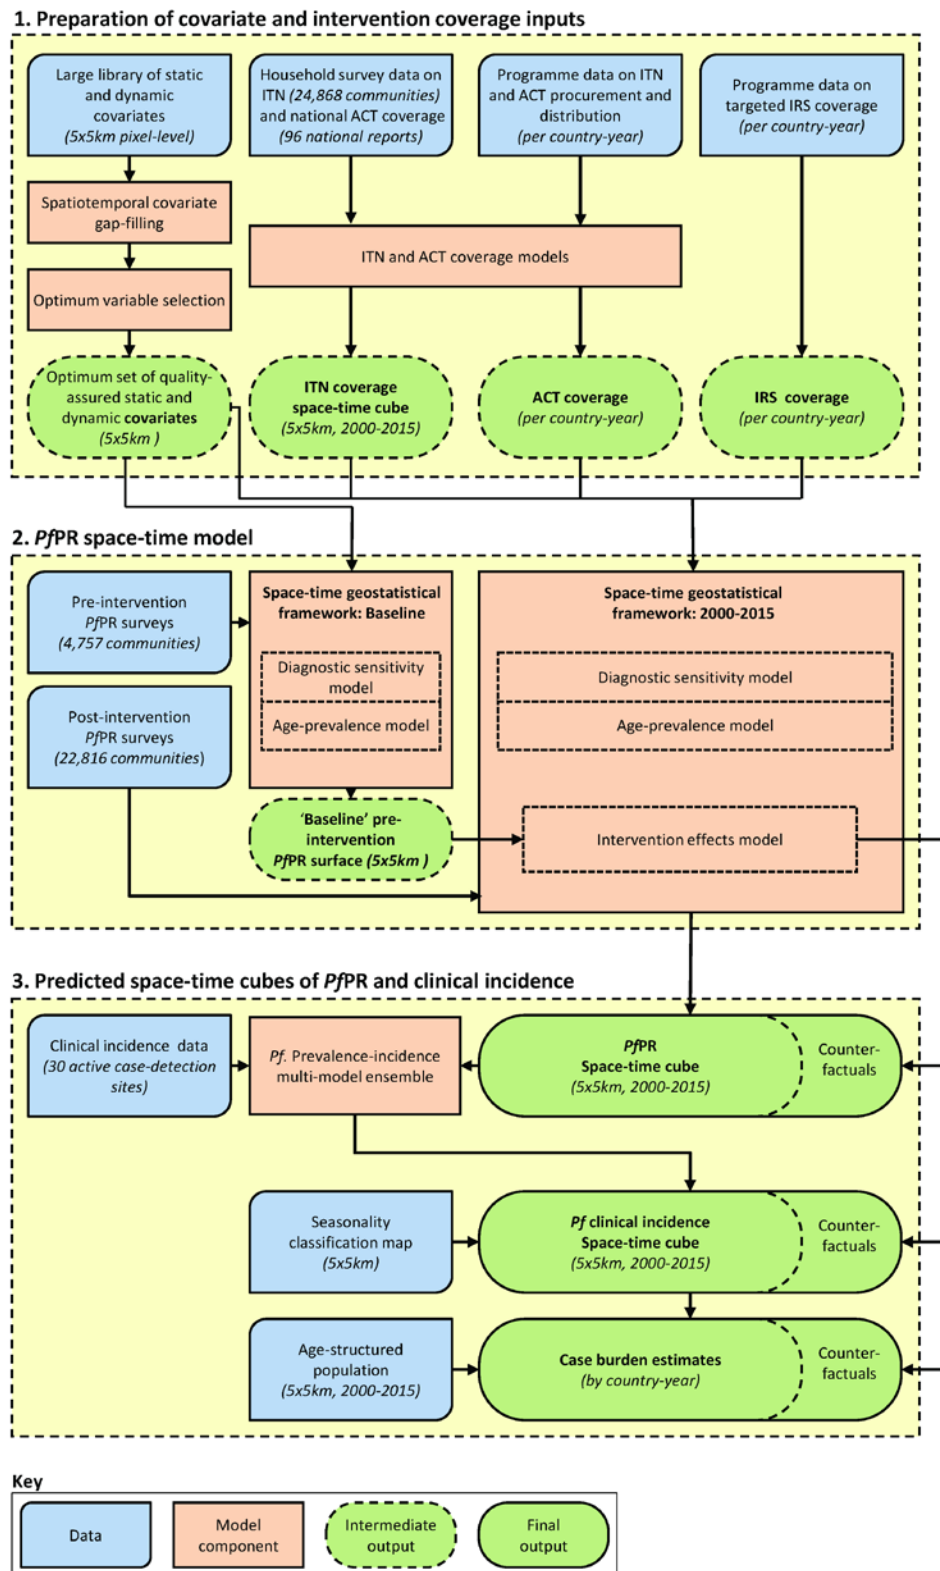 1. Preparation of covariate and intervention coverage inputs
Large library of static
and dynamic
covariates
(5x5km pixel-level)
Household survey data on
ITN (24,868 communities)
and national ACT coverage
(96 national reports)
Programme data on ITN
and ACT procurement and
distribution
(per country-year)
Programme data on
targeted IRS coverage
(per country-year)
Spatiotemporal covariate
gap-filling
ITN and ACT coverage models
Optimum variable selection
Optimum set of quality-
assured static and
dynamic covariates
(5x5km )
ITN coverage
space-time cube
(5x5km, 2000-2015)
ACT coverage
(per country-year)
IRS coverage
(per country-year)
2. PfPR space-time model
Pre-intervention
PfPR surveys
(4,757 communities)
Post-intervention
PfPR surveys
(22,816 communities)
Space-time geostatistical
framework: Baseline
Diagnostic sensitivity
model
Age-prevalence model
'Baseline' pre-
intervention
PfPR surface (5x5km )
Space-time geostatistical
framework: 2000-2015
Diagnostic sensitivity model
Age-prevalence model
Intervention effects model
3. Predicted space-time cubes of PfPR and clinical incidence
Clinical incidence data
(30 active case-detection
sites)
Pf. Prevalence-incidence
multi-model ensemble
PfPR
Space-time cube
(5x5km, 2000-2015)
Counter-
factuals
Seasonality
classification map
(5x5km)
Pf clinical incidence
Space-time cube
(5x5km, 2000-2015)
Counter-
factuals
Age-structured
population
(5x5km, 2000-2015)
Case burden estimates
(by country-year)
Counter-
factuals
Key
Data
Model
component
Intermediate
output
Final
output